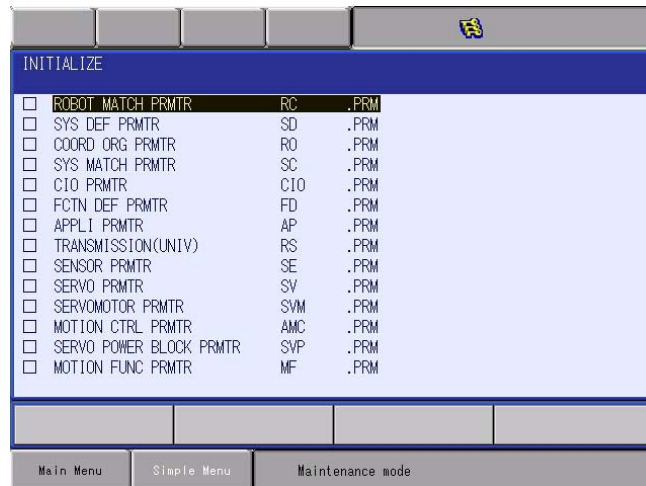 INITIALIZE
ROBOT MATCH PRMTR RC .PRM
SYS DEF PRMTR SD .PRM
COORD ORG PRMTR RO .PRM
SYS MATCH PRMTR SC .PRM
CIO PRMTR CIO .PRM
FCTN DEF PRMTR FD .PRM
APPLI PRMTR AP .PRM
TRANSMISSION(UNIV) RS .PRM
SENSOR PRMTR SE .PRM
SERVO PRMTR SV .PRM
SERVOMOTOR PRMTR SVM .PRM
MOTION CTRL PRMTR AMC .PRM
SERVO POWER BLOCK PRMTR SVP .PRM
MOTION FUNC PRMTR MF .PRM
Main Menu Simple Menu Maintenance mode